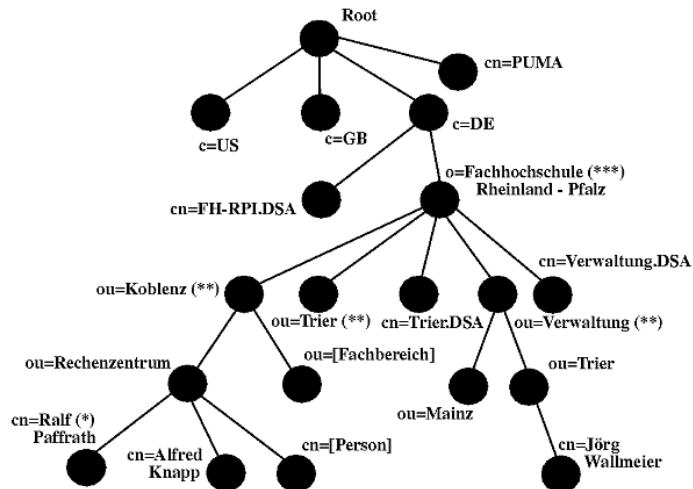 Root
cn=PUMA
c=US
c=GB
c=DE
o=Fachhochschule (***)
Rheinland - Pfalz
cn=FH-RPI.DSA
cn=Verwaltung.DSA
ou=Koblenz (**)
ou=Trier (**)
cn=Trier.DSA
ou=Verwaltung (**)
ou=Rechenzentrum
ou=[Fachbereich]
ou=Trier
ou=Mainz
cn=Ralf (*)
Paffrath
cn=Alfred
Knapp
cn=[Person]
cn=Jörg
Wallmeier